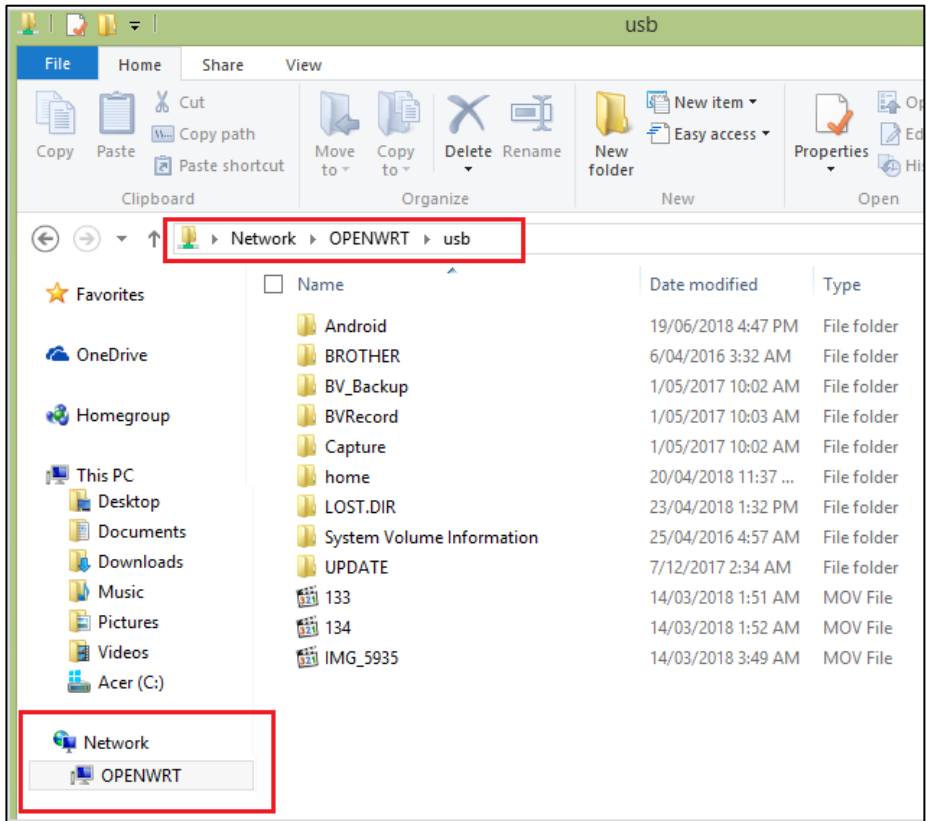 usb
File Home Share View
Copy Paste Cut Copy path Paste shortcut Move to Copy to Delete Rename New folder New item Easy access Properties
Clipboard Organize New Open
Network OPENWRT usb
Name Date modified Type
Favorites
OneDrive
Homegroup
This PC
Desktop
Documents
Downloads
Music
Pictures
Videos
Acer (C:)
Network
OPENWRT
Android 19/06/2018 4:47 PM File folder
BROTHER 6/04/2016 3:32 AM File folder
BV_Backup 1/05/2017 10:02 AM File folder
BVRecord 1/05/2017 10:03 AM File folder
Capture 1/05/2017 10:02 AM File folder
home 20/04/2018 11:37 ... File folder
LOST.DIR 23/04/2018 1:32 PM File folder
System Volume Information 25/04/2016 4:57 AM File folder
UPDATE 7/12/2017 2:34 AM File folder
133 14/03/2018 1:51 AM MOV File
134 14/03/2018 1:52 AM MOV File
IMG_5935 14/03/2018 3:49 AM MOV File